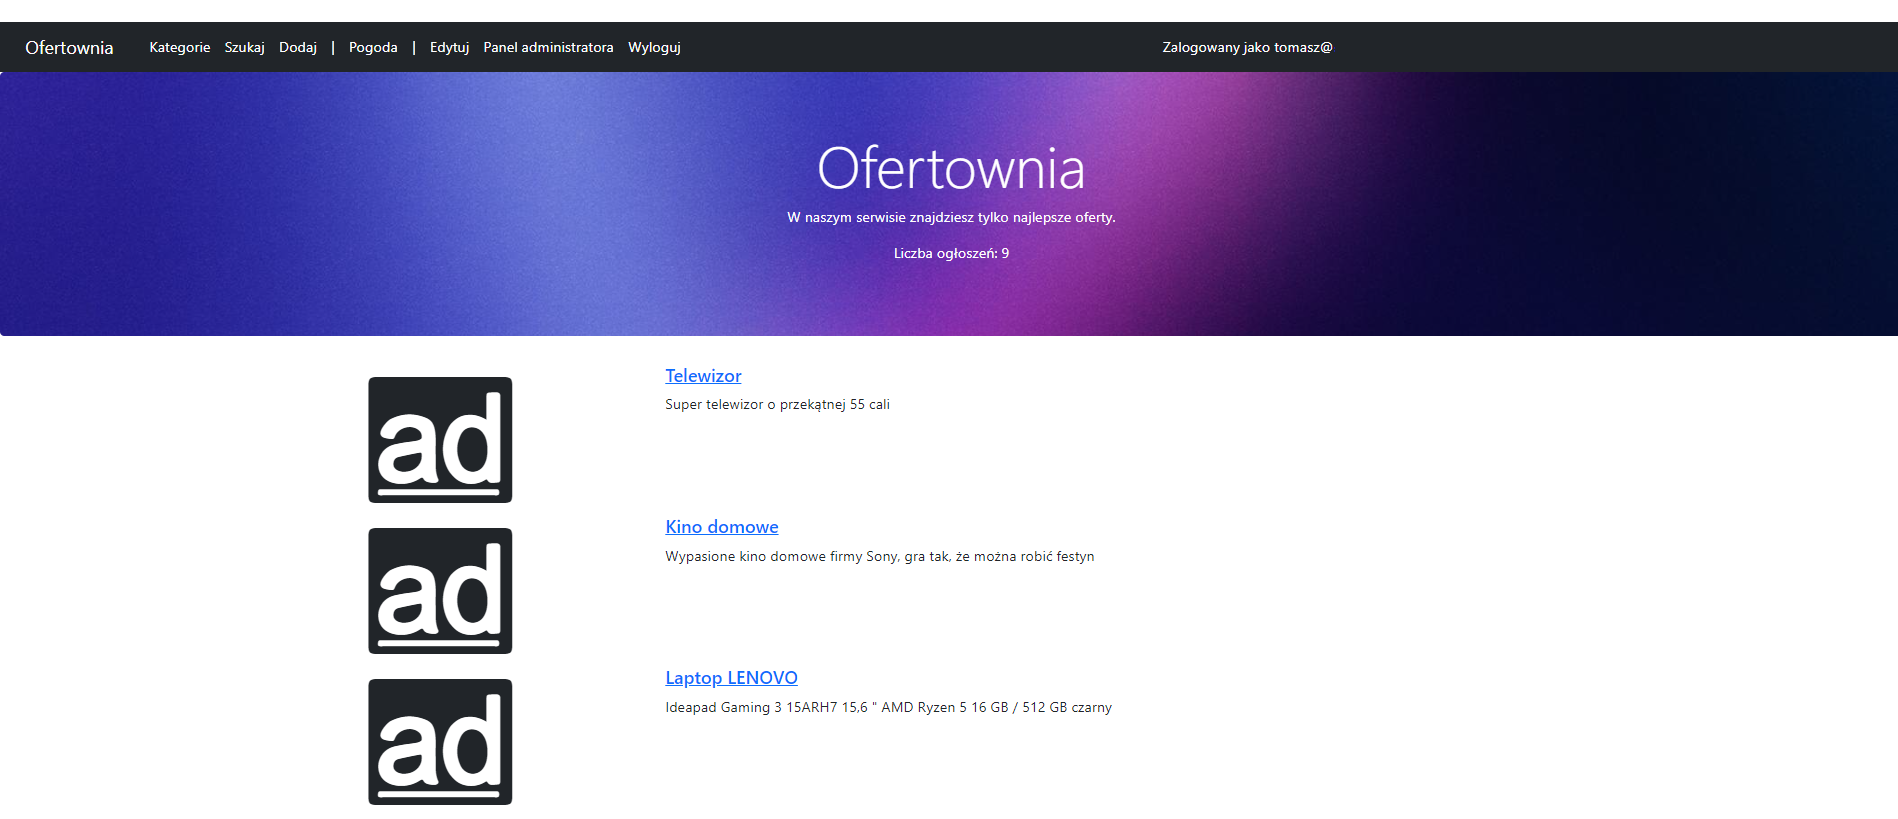 Ofertownia Kategorie Szukaj Dodaj | Pogoda | Edytuj Panel administratora Wyloguj Zalogowany jako tomasz@
Ofertownia
W naszym serwisie znajdziesz tylko najlepsze oferty.
Liczba ogłoszeń: 9
ad
Telewizor
Super telewizor o przekątnej 55 cali
ad
Kino domowe
Wypasione kino domowe firmy Sony, gra tak, że można robić festyn
ad
Laptop LENOVO
Ideapad Gaming 3 15ARH7 15,6 " AMD Ryzen 5 16 GB / 512 GB czarny